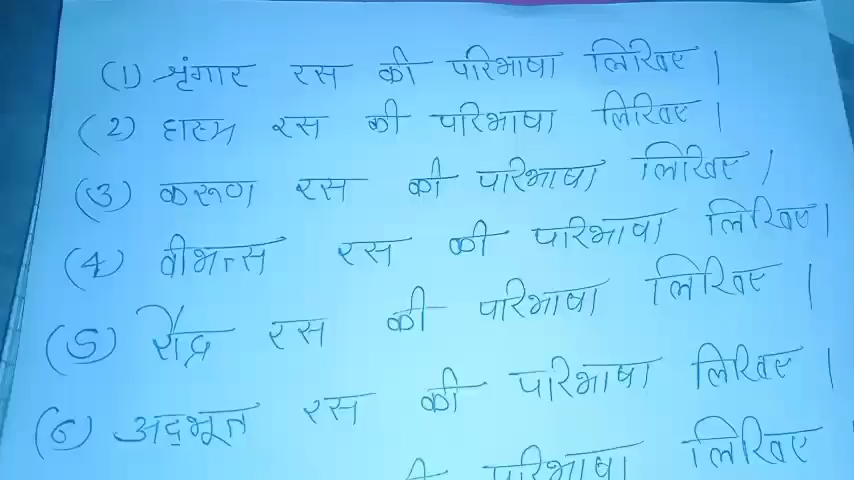 (1) श्रृंगार रस की परिभाषा लिखिए ।
(2) हास्य रस की परिभाषा लिखिए ।
(3) करूण रस की परिभाषा लिखिए ।
(4) वीभत्स रस की परिभाषा लिखिए ।
(5) रौद्र रस की परिभाषा लिखिए ।
(6) अद्भूत रस की परिभाषा लिखिए ।
की परिभाषा लिखिए